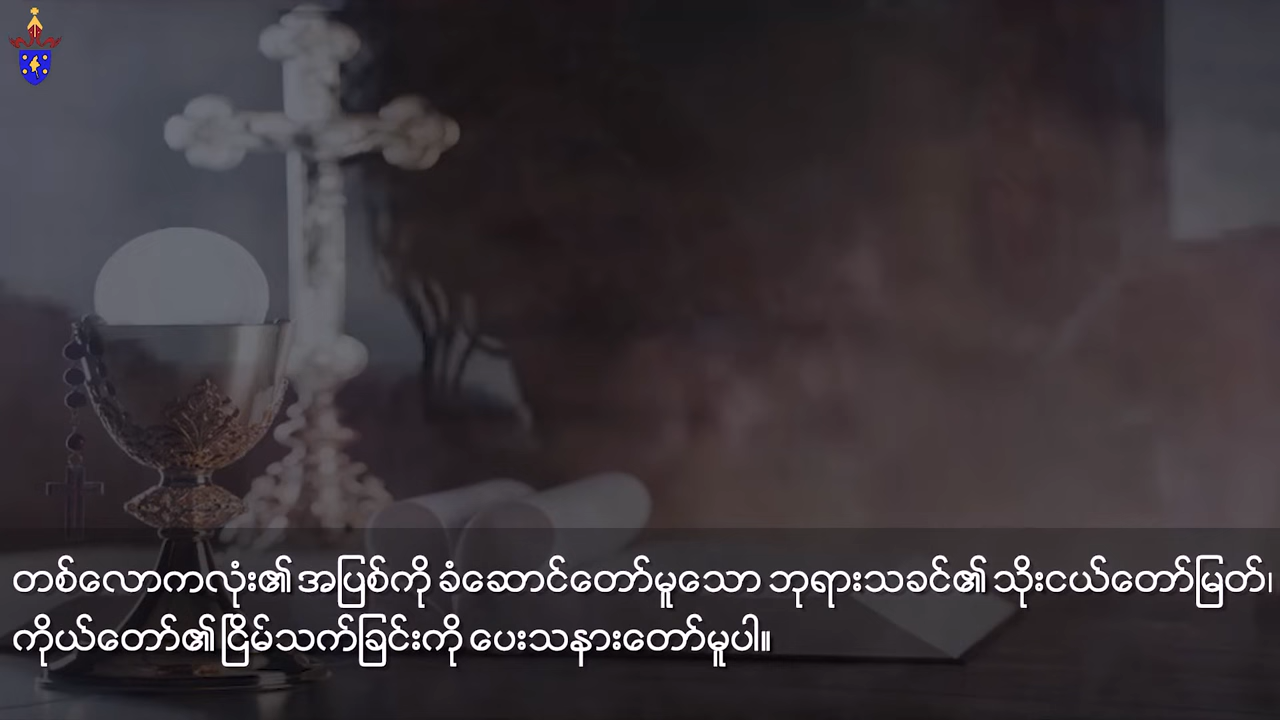 တစ်လောကလုံး၏ အပြစ်ကို ခံဆောင်တော်မူသော ဘုရားသခင်၏ သိုးငယ်တော်မြတ်၊
ကိုယ်တော်၏ ငြိမ်သက်ခြင်းကို ပေးသနားတော်မူပါ။